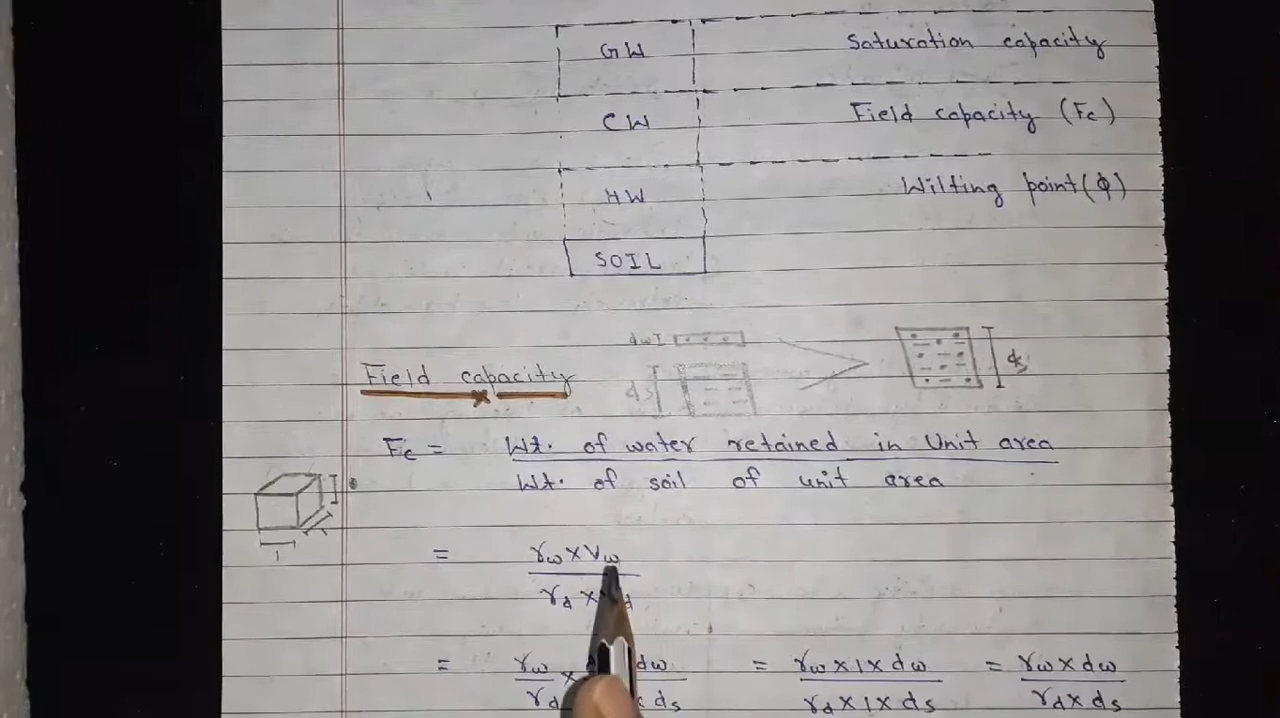 GW Saturation capacity
CW Field capacity (Fc)
HW Wilting point (ϕ)
SOIL
dw
Field capacity ds ds
Fc = Wt. of water retained in Unit area
Wt. of soil of unit area
1
= γw × Vw
γd ×
= γw × dw = γw × 1 × dw = γw × dw
γd × ds γd × 1 × ds γd × ds